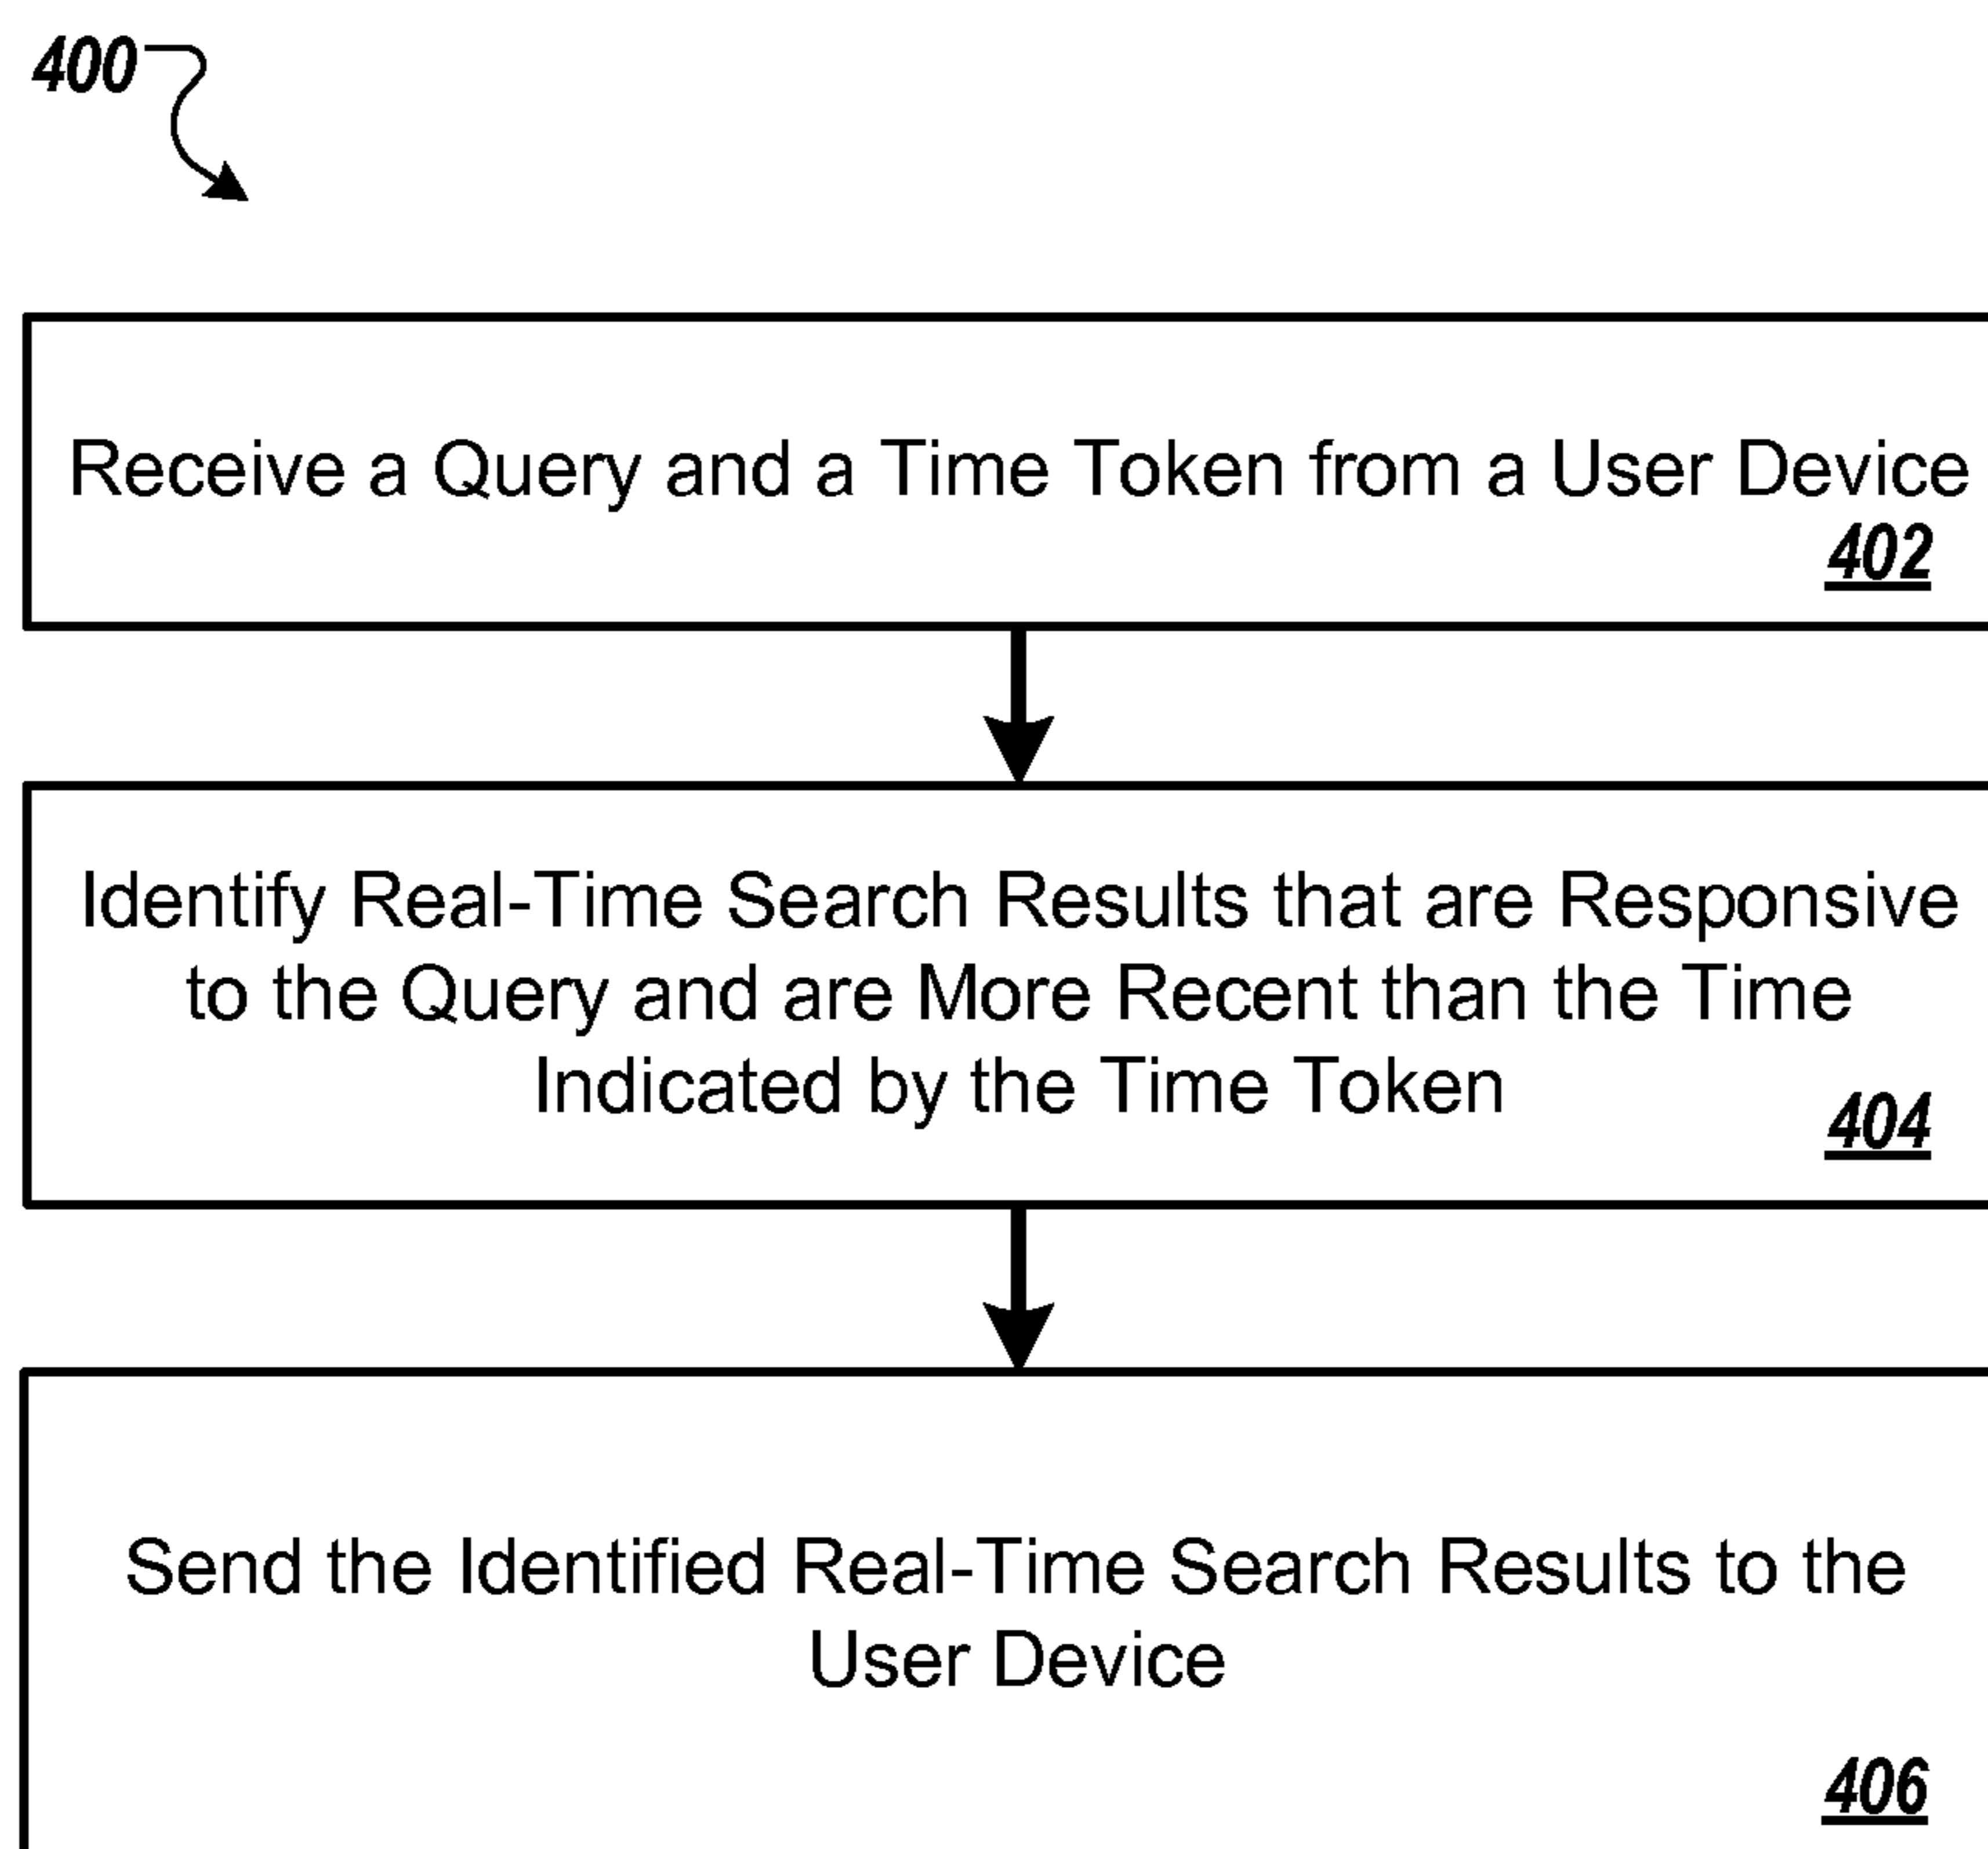 400
Receive a Query and a Time Token from a User Device
402
Identify Real-Time Search Results that are Responsive
to the Query and are More Recent than the Time
Indicated by the Time Token
404
Send the Identified Real-Time Search Results to the
User Device
406